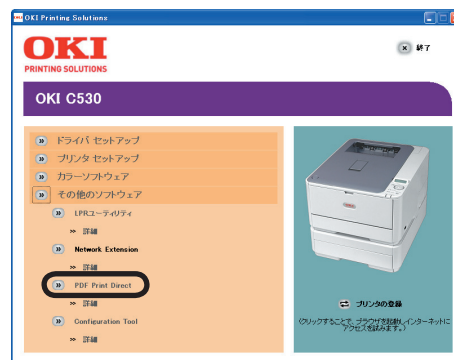 OKI Printing Solutions
OKI
PRINTING SOLUTIONS
終了
OKI C530
ドライバ セットアップ
プリンタ セットアップ
カラーソフトウェア
その他のソフトウェア
LPRユーティリティ
詳細
Network Extension
詳細
PDF Print Direct
詳細
Configuration Tool
詳細
プリンタの登録
(クリックすることで、ブラウザを起動しインターネットに
アクセスを試みます。)